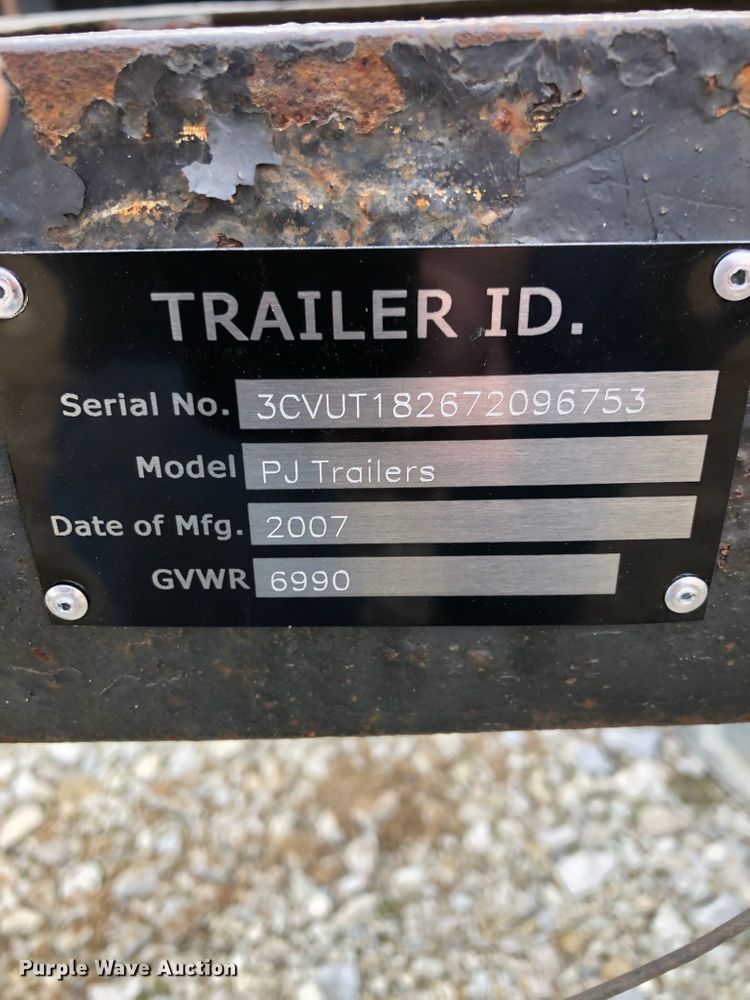 TRAILER ID.
Serial No. 3CVUT182672096753
Model PJ Trailers
Date of Mfg. 2007
GVWR 6990
Purple Wave Auction